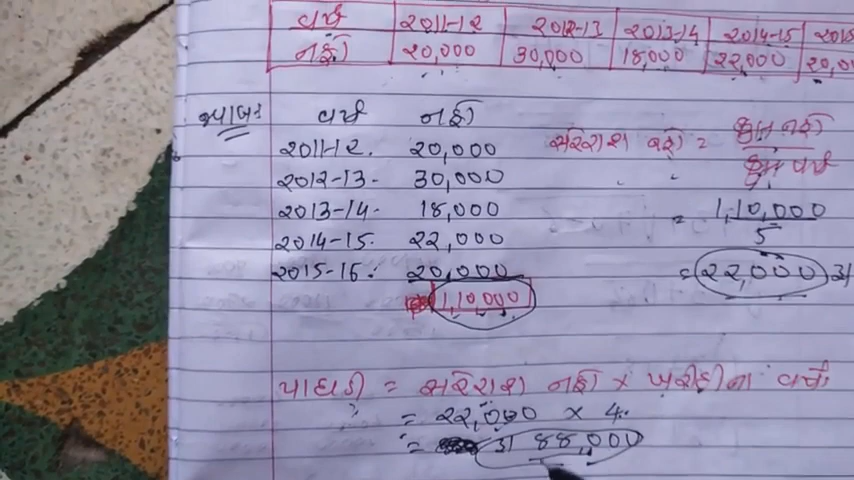 વર્ષ 2011-12 2012-13 2013-14 2014-15 2015
નફો 20,000 30,000 18,000 22,000 20,00
જવાબ: વર્ષ નફો
2011-12. 20,000
2012-13- 30,000
2013-14- 18,000
2014-15. 22,000
2015-16: 20,000
1,10,000
સરેરાશ નફો = કુલ નફો
કુલ વર્ષ
= 1,10,000
5
= 22,000 રૂ
પાઘડી = સરેરાશ નફો × ખરીદીના વર્ષો
= 22,000 × 4.
= રૂ 88,000